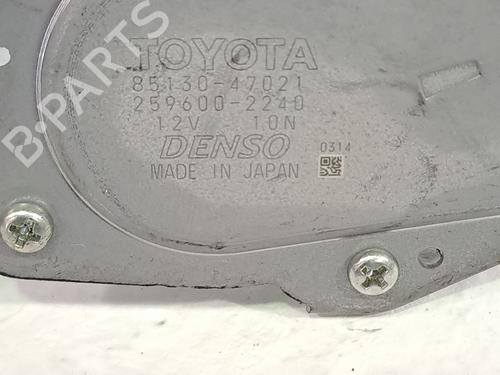 TOYOTA
85130-47021
259600-2240
12V 10N
DENSO 0314
MADE IN JAPAN
B-PARTS